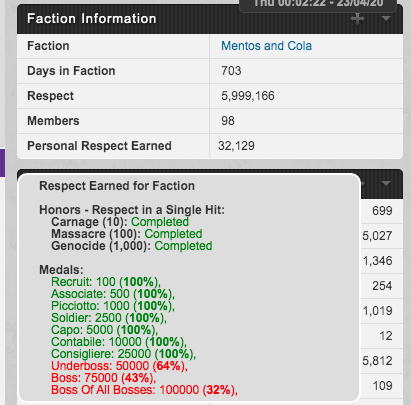 Thu 00:02:22 - 23/04/20
Faction Information
Faction Mentos and Cola
Days in Faction 703
Respect 5,999,166
Members 98
Personal Respect Earned 32,129
Respect Earned for Faction
Honors - Respect in a Single Hit:
Carnage (10): Completed
Massacre (100): Completed
Genocide (1,000): Completed
Medals:
Recruit: 100 (100%),
Associate: 500 (100%),
Picciotto: 1000 (100%),
Soldier: 2500 (100%),
Capo: 5000 (100%),
Contabile: 10000 (100%),
Consigliere: 25000 (100%),
Underboss: 50000 (64%),
Boss: 75000 (43%),
Boss Of All Bosses: 100000 (32%),
699
5,027
1,346
254
1,019
12
5,812
109